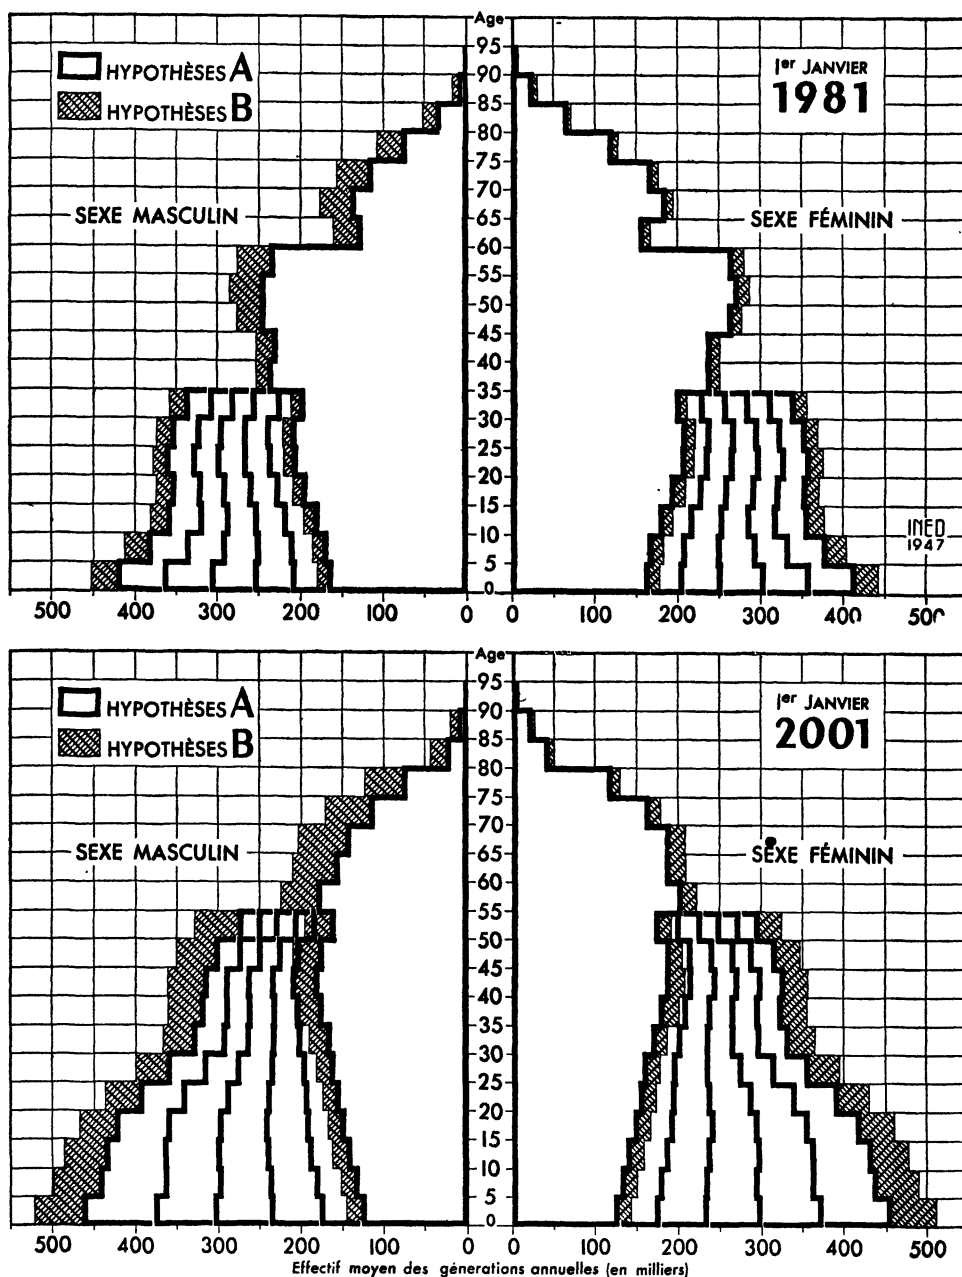 Age
95
90
85
80
75
70
65
60
55
50
45
40
35
30
25
20
15
10
5
0
HYPOTHÈSES A
HYPOTHÈSES B
1er JANVIER
1981
SEXE MASCULIN
SEXE FÉMININ
INED
1947
500 400 300 200 100 0 0 100 200 300 400 500
Age
95
90
85
80
75
70
65
60
55
50
45
40
35
30
25
20
15
10
5
0
HYPOTHÈSES A
HYPOTHÈSES B
1er JANVIER
2001
SEXE MASCULIN
SEXE FÉMININ
500 400 300 200 100 0 0 100 200 300 400 500
Effectif moyen des générations annuelles (en milliers)